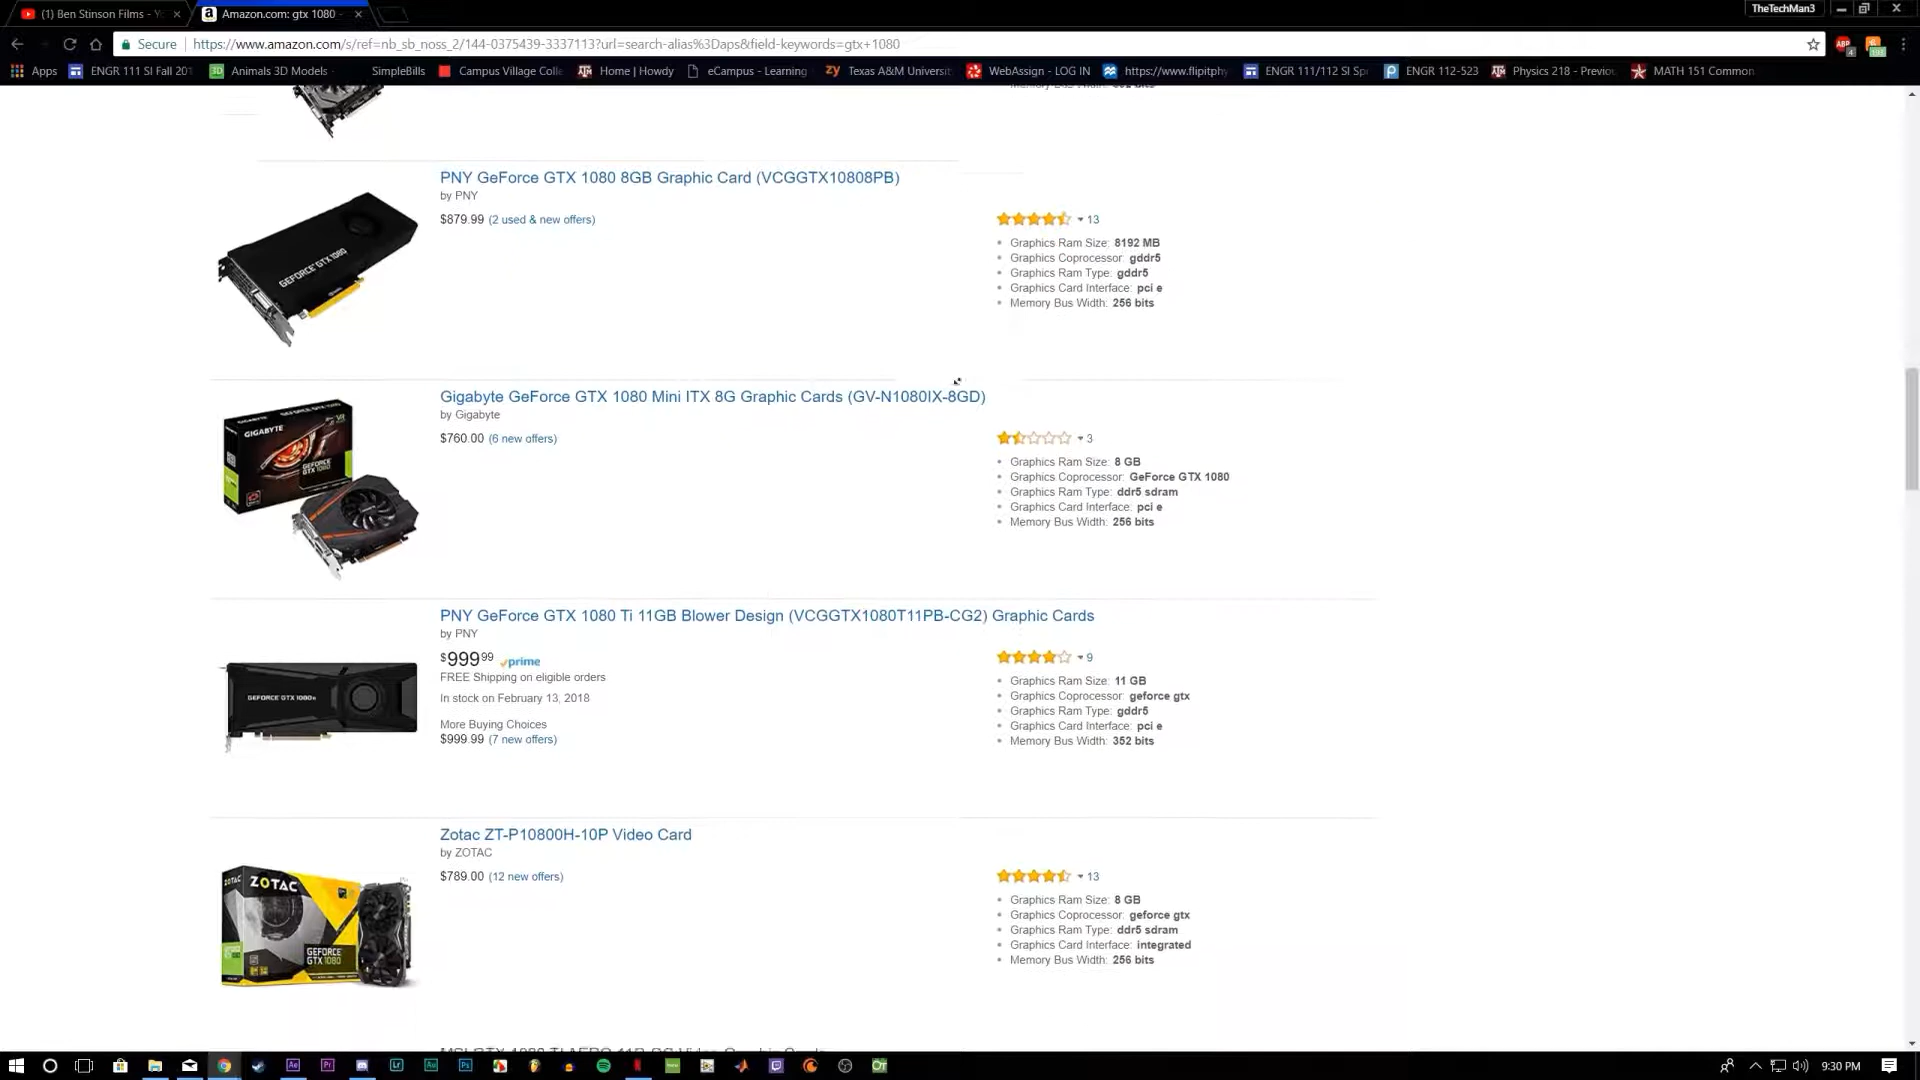 (1) Ben Stinson Films - Yo
Amazon.com: gtx 1080 -
TheTechMan3
Secure
https://www.amazon.com/s/ref=nb_sb_noss_2/144-0375439-3337113?url=search-alias%3Daps&field-keywords=gtx+1080
Apps
ENGR 111 SI Fall 201
Animals 3D Models -
SimpleBills
Campus Village Colle
Home | Howdy
eCampus - Learning
Texas A&M Universit
WebAssign - LOG IN
https://www.flipitphy
ENGR 111/112 SI Sp
ENGR 112-523
Physics 218 - Previou
MATH 151 Common
PNY GeForce GTX 1080 8GB Graphic Card (VCGGTX10808PB)
by PNY
$879.99 (2 used & new offers)
13
Graphics Ram Size: 8192 MB
Graphics Coprocessor: gddr5
Graphics Ram Type: gddr5
Graphics Card Interface: pci e
Memory Bus Width: 256 bits
GEFORCE GTX 1080
Gigabyte GeForce GTX 1080 Mini ITX 8G Graphic Cards (GV-N1080IX-8GD)
by Gigabyte
$760.00 (6 new offers)
3
Graphics Ram Size: 8 GB
Graphics Coprocessor: GeForce GTX 1080
Graphics Ram Type: ddr5 sdram
Graphics Card Interface: pci e
Memory Bus Width: 256 bits
GIGABYTE
PNY GeForce GTX 1080 Ti 11GB Blower Design (VCGGTX1080T11PB-CG2) Graphic Cards
by PNY
$999.99 prime
FREE Shipping on eligible orders
In stock on February 13, 2018
More Buying Choices
$999.99 (7 new offers)
9
Graphics Ram Size: 11 GB
Graphics Coprocessor: geforce gtx
Graphics Ram Type: gddr5
Graphics Card Interface: pci e
Memory Bus Width: 352 bits
GEFORCE GTX 1080 Ti
Zotac ZT-P10800H-10P Video Card
by ZOTAC
$789.00 (12 new offers)
13
Graphics Ram Size: 8 GB
Graphics Coprocessor: geforce gtx
Graphics Ram Type: ddr5 sdram
Graphics Card Interface: integrated
Memory Bus Width: 256 bits
ZOTAC
GEFORCE
GTX 1080
9:30 PM